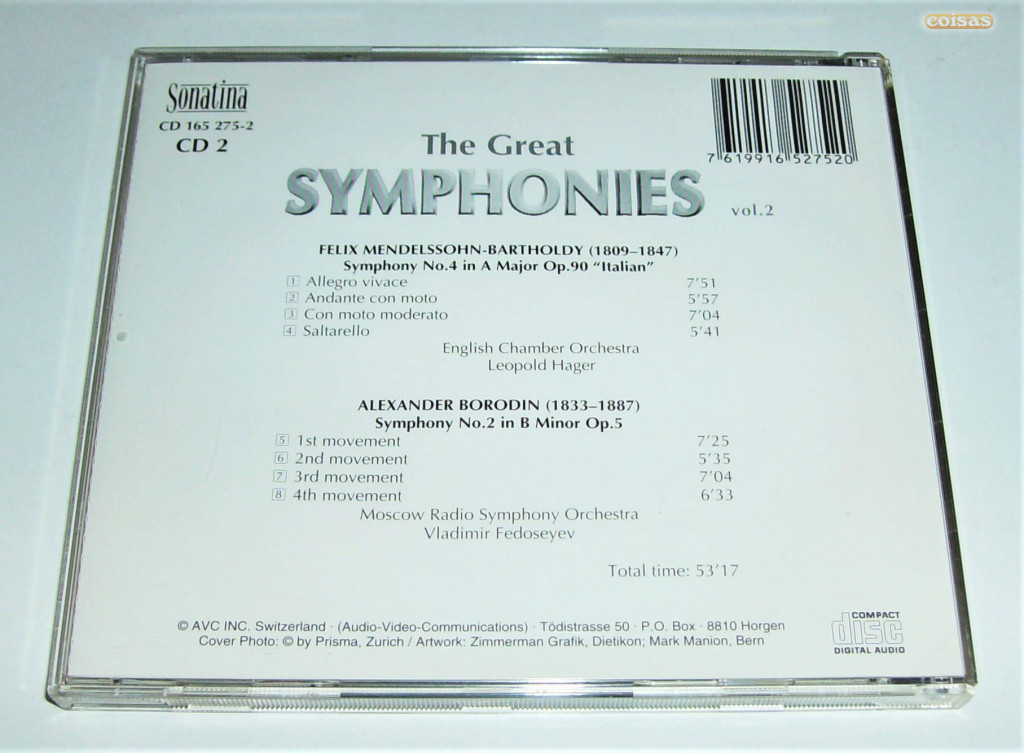 coisas
Sonatina
CD 165 275-2
CD 2
7 619916 527520
The Great
SYMPHONIES
vol.2
FELIX MENDELSSOHN-BARTHOLDY (1809–1847)
Symphony No.4 in A Major Op.90 “Italian”
1 Allegro vivace 7’51
2 Andante con moto 5’57
3 Con moto moderato 7’04
4 Saltarello 5’41
English Chamber Orchestra
Leopold Hager
ALEXANDER BORODIN (1833–1887)
Symphony No.2 in B Minor Op.5
5 1st movement 7’25
6 2nd movement 5’35
7 3rd movement 7’04
8 4th movement 6’33
Moscow Radio Symphony Orchestra
Vladimir Fedoseyev
Total time: 53’17
© AVC INC. Switzerland · (Audio-Video-Communications) · Tödistrasse 50 · P.O. Box · 8810 Horgen
Cover Photo: © by Prisma, Zurich / Artwork: Zimmerman Grafik, Dietikon; Mark Manion, Bern
COMPACT
disc
DIGITAL AUDIO